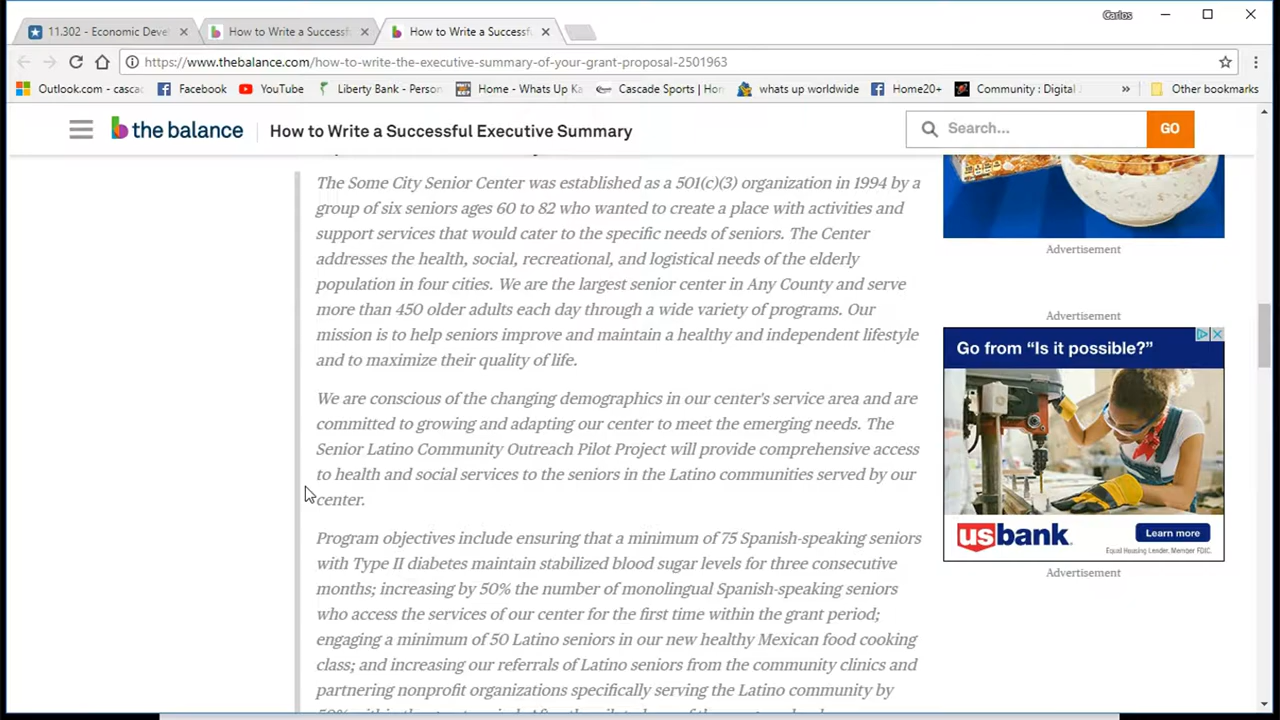 Carlos
11.302 - Economic Deve
How to Write a Successf
How to Write a Successf
https://www.thebalance.com/how-to-write-the-executive-summary-of-your-grant-proposal-2501963
Outlook.com - casca
Facebook
YouTube
Liberty Bank - Person
Home - Whats Up Ka
Cascade Sports | Hon
whats up worldwide
Home20+
Community : Digital
»
Other bookmarks
the balance
How to Write a Successful Executive Summary
Search...
GO
The Some City Senior Center was established as a 501(c)(3) organization in 1994 by a
group of six seniors ages 60 to 82 who wanted to create a place with activities and
support services that would cater to the specific needs of seniors. The Center
addresses the health, social, recreational, and logistical needs of the elderly
population in four cities. We are the largest senior center in Any County and serve
more than 450 older adults each day through a wide variety of programs. Our
mission is to help seniors improve and maintain a healthy and independent lifestyle
and to maximize their quality of life.
We are conscious of the changing demographics in our center's service area and are
committed to growing and adapting our center to meet the emerging needs. The
Senior Latino Community Outreach Pilot Project will provide comprehensive access
to health and social services to the seniors in the Latino communities served by our
center.
Program objectives include ensuring that a minimum of 75 Spanish-speaking seniors
with Type II diabetes maintain stabilized blood sugar levels for three consecutive
months; increasing by 50% the number of monolingual Spanish-speaking seniors
who access the services of our center for the first time within the grant period;
engaging a minimum of 50 Latino seniors in our new healthy Mexican food cooking
class; and increasing our referrals of Latino seniors from the community clinics and
partnering nonprofit organizations specifically serving the Latino community by
Advertisement
Advertisement
Go from “Is it possible?”
usbank
Learn more
Equal Housing Lender. Member FDIC.
Advertisement